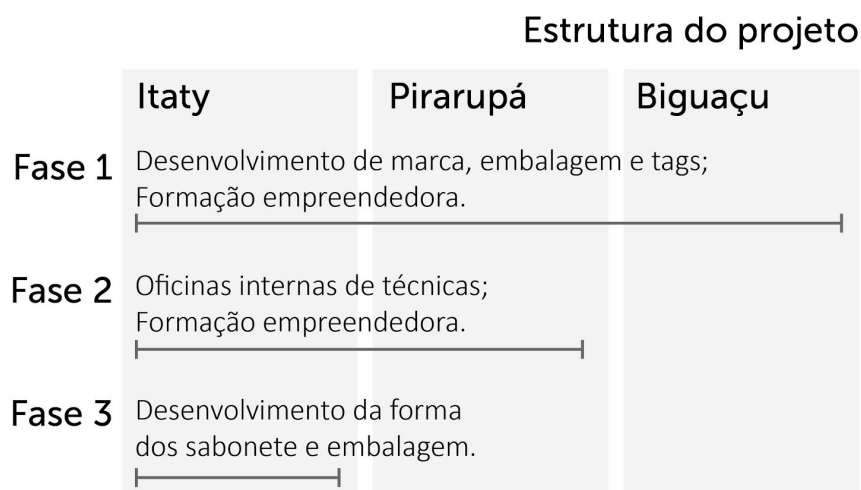 Estrutura do projeto
Itaty Pirarupá Biguaçu
Fase 1 Desenvolvimento de marca, embalagem e tags;
Formação empreendedora.
Fase 2 Oficinas internas de técnicas;
Formação empreendedora.
Fase 3 Desenvolvimento da forma
dos sabonete e embalagem.